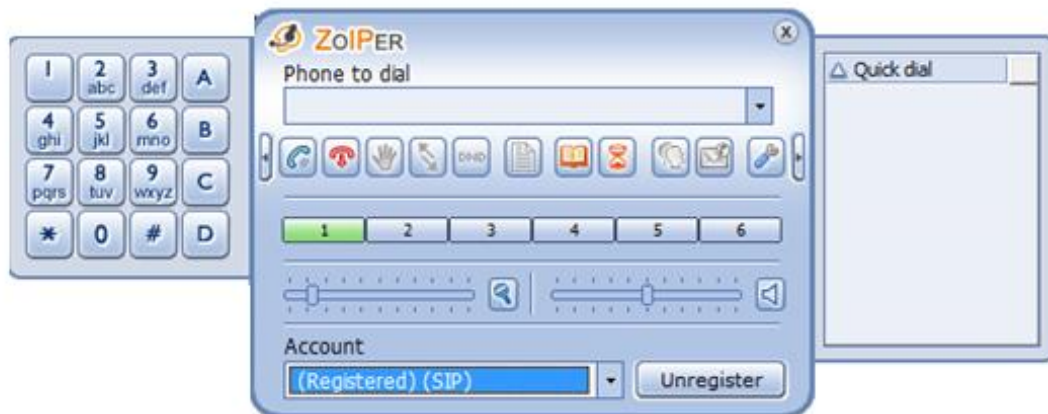 1
2
abc
3
def
A
4
ghi
5
jkl
6
mno
B
7
pqrs
8
tuv
9
wxyz
C
*
0
#
D
ZOIPER
X
Phone to dial
DND
1 2 3 4 5 6
Account
(Registered) (SIP)
Unregister
Quick dial